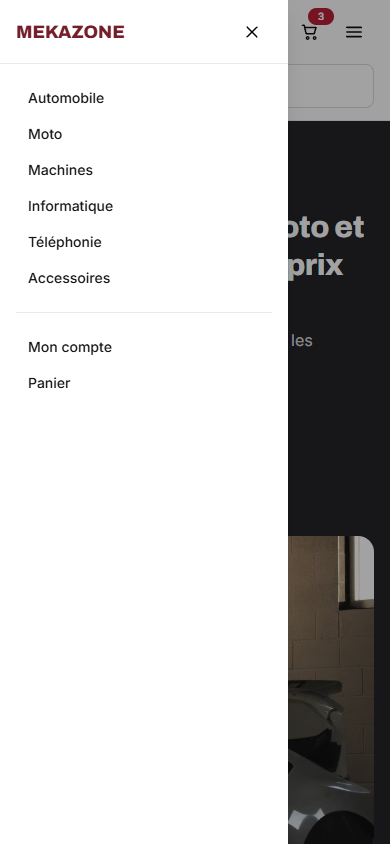 MEKAZONE
3
Automobile
Moto
Machines
Informatique
Téléphonie
Accessoires
Mon compte
Panier
oto et
prix
les